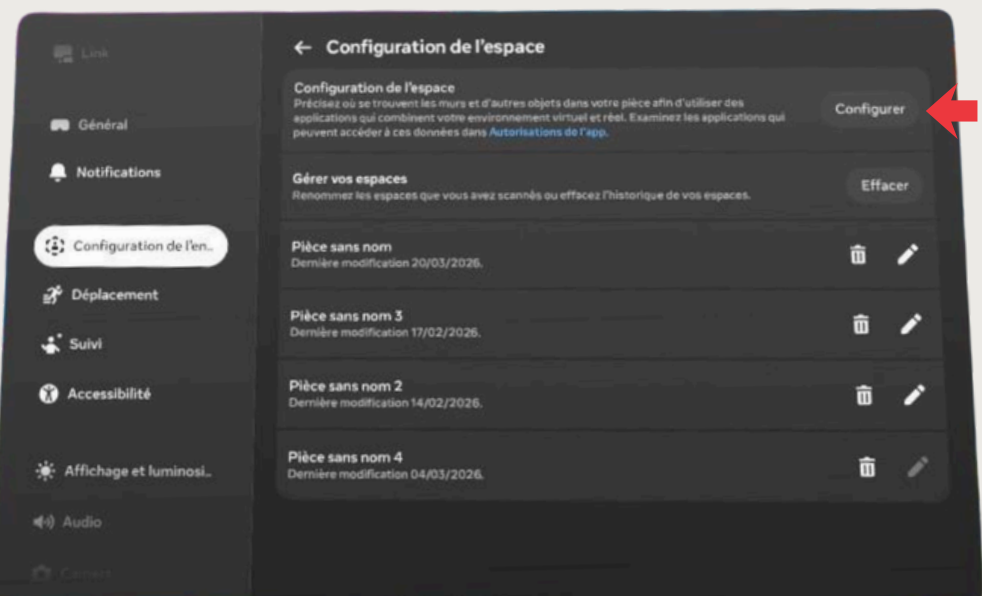 Link
Général
Notifications
Configuration de l'en..
Déplacement
Suivi
Accessibilité
Affichage et luminosi..
Audio
← Configuration de l'espace
Configuration de l'espace
Précisez où se trouvent les murs et d'autres objets dans votre pièce afin d'utiliser des
applications qui combinent votre environnement virtuel et réel. Examinez les applications qui
peuvent accéder à ces données dans Autorisations de l'app.
Configurer
Gérer vos espaces
Renommez les espaces que vous avez scannés ou effacez l'historique de vos espaces.
Effacer
Pièce sans nom
Dernière modification 20/03/2026.
Pièce sans nom 3
Dernière modification 17/02/2026.
Pièce sans nom 2
Dernière modification 14/02/2026.
Pièce sans nom 4
Dernière modification 04/03/2026.